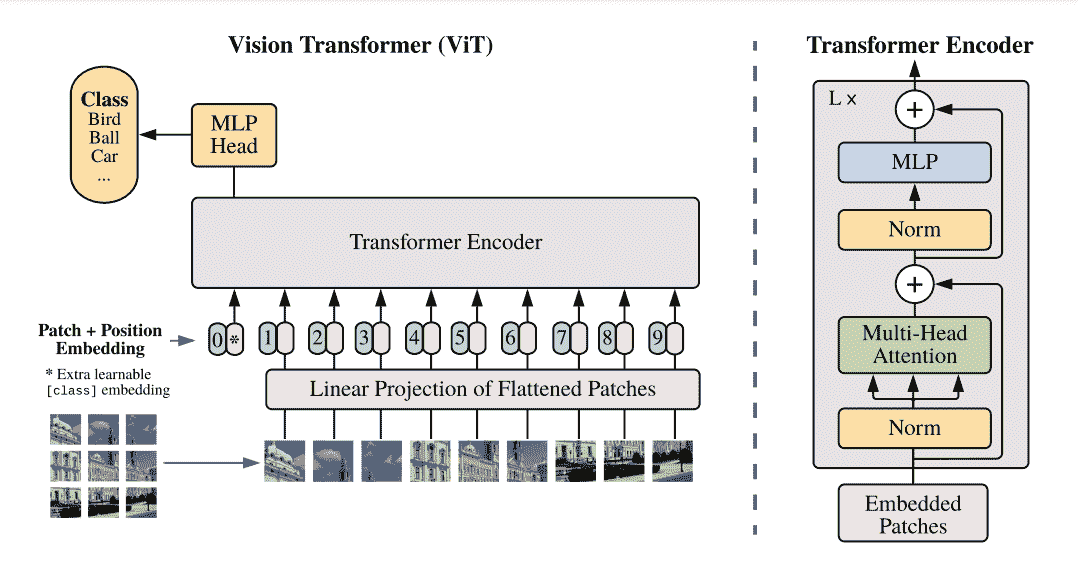 Vision Transformer (ViT)
Class
Bird
Ball
Car
...
MLP
Head
Transformer Encoder
Patch + Position
Embedding
0 * 1 2 3 4 5 6 7 8 9
* Extra learnable
[class] embedding
Linear Projection of Flattened Patches
Transformer Encoder
L x
+
MLP
Norm
+
Multi-Head
Attention
Norm
Embedded
Patches